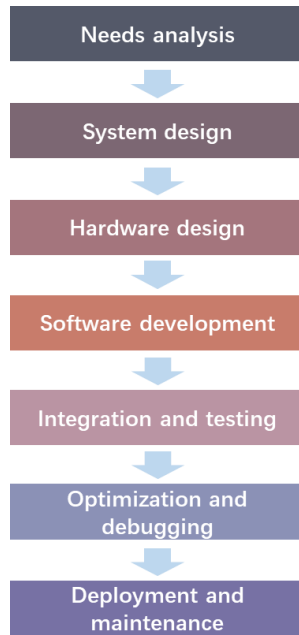 Needs analysis
System design
Hardware design
Software development
Integration and testing
Optimization and
debugging
Deployment and
maintenance